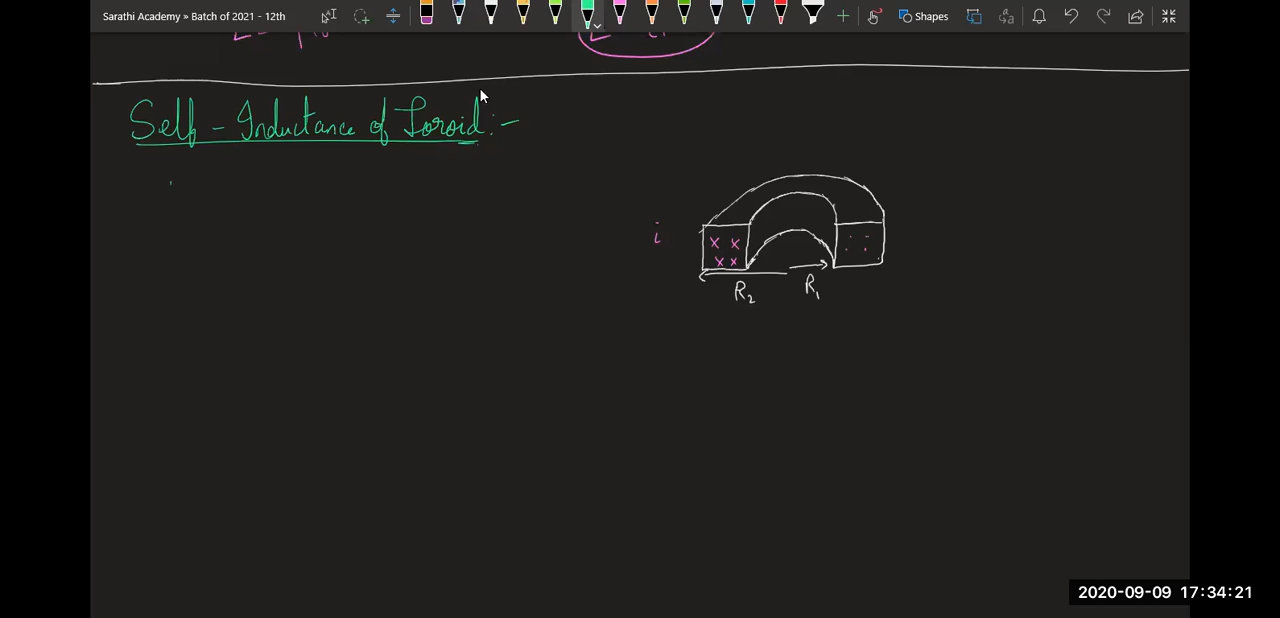 Sarathi Academy » Batch of 2021 - 12th
Shapes
Self - Inductance of Toroid :-
i
x x
x x
R2
R1
2020-09-09 17:34:21